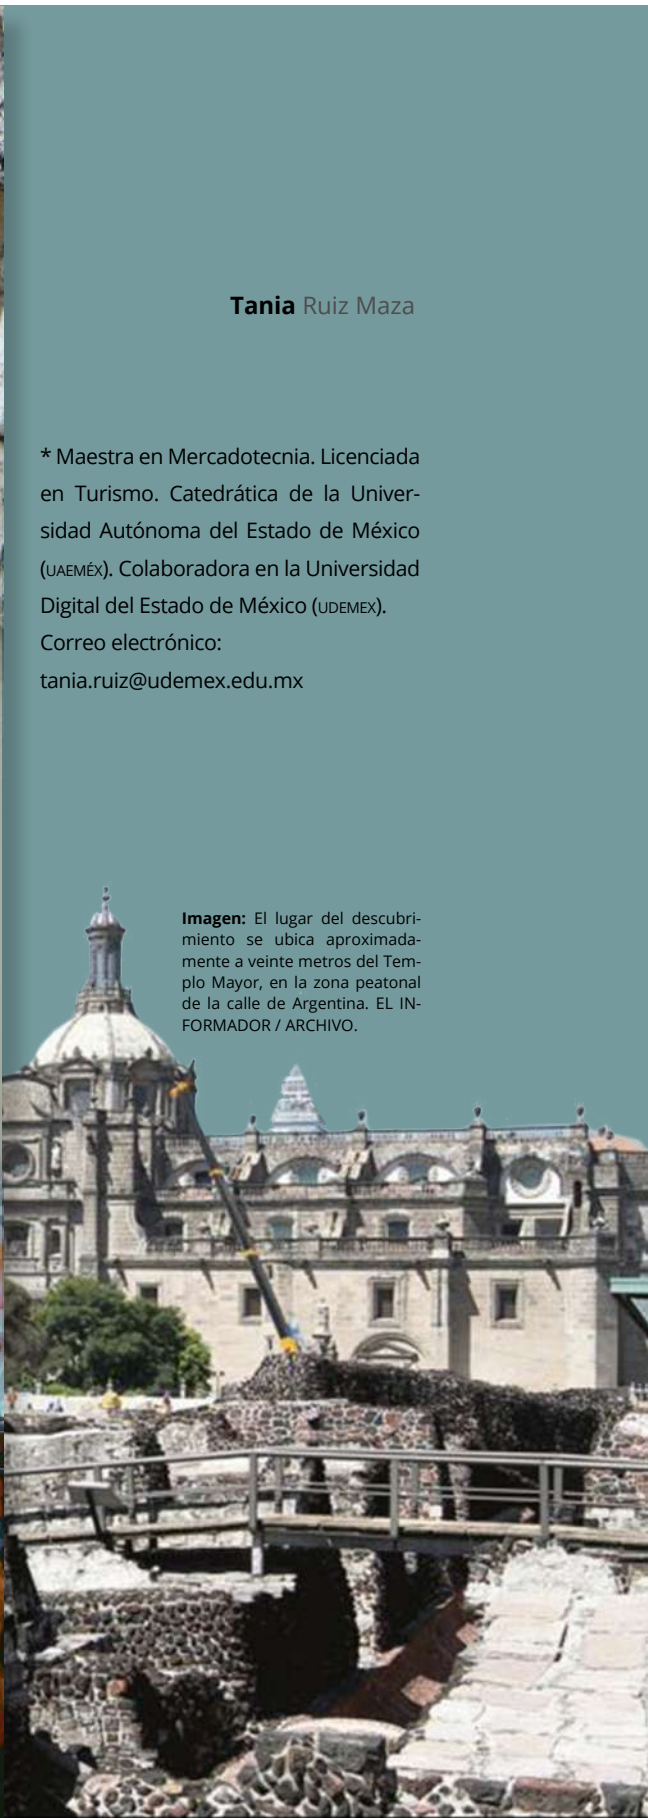 Tania Ruiz Maza
* Maestra en Mercadotecnia. Licenciada
en Turismo. Catedrática de la Univer-
sidad Autónoma del Estado de México
(UAEMÉX). Colaboradora en la Universidad
Digital del Estado de México (UDEMEX).
Correo electrónico:
tania.ruiz@udemex.edu.mx
Imagen: El lugar del descubri-
miento se ubica aproximada-
mente a veinte metros del Tem-
plo Mayor, en la zona peatonal
de la calle de Argentina. EL IN-
FORMADOR / ARCHIVO.